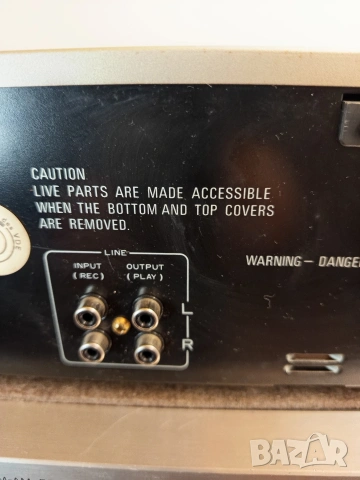 CAUTION
LIVE PARTS ARE MADE ACCESSIBLE
WHEN THE BOTTOM AND TOP COVERS
ARE REMOVED.
LINE
INPUT OUTPUT
(REC) (PLAY)
L
R
WARNING— DANGE
VDE
bazar